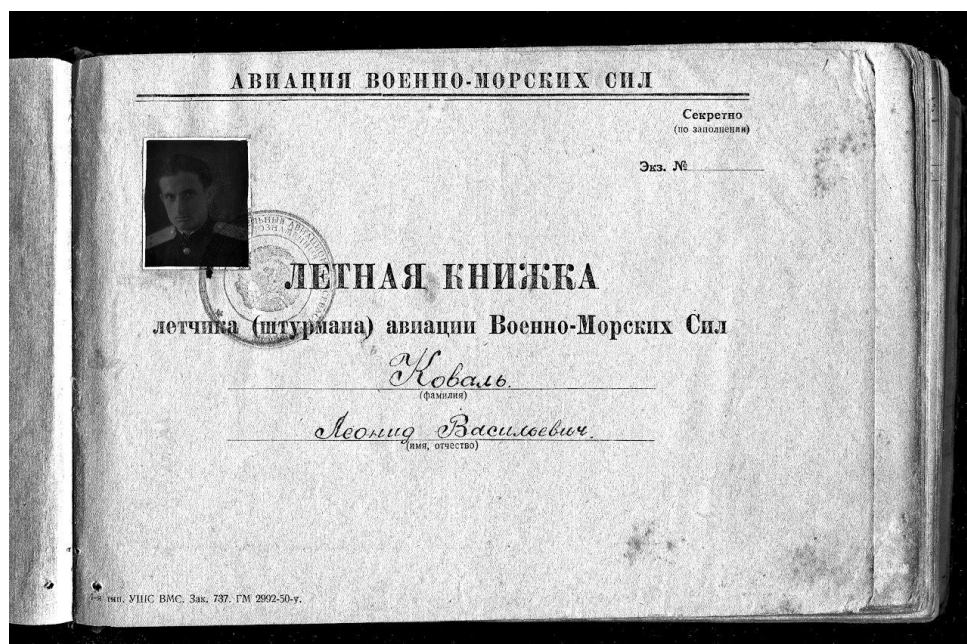 АВИАЦИЯ ВОЕННО-МОРСКИХ СИЛ
Секретно
(по заполнении)
Экз. №
ЛЕТНАЯ КНИЖКА
летчика (штурмана) авиации Военно-Морских Сил
Коваль.
(фамилия)
Леонид Васильевич.
(имя, отчество)
тип. УШС ВМС. Зак. 737. ГМ 2992-50-у.